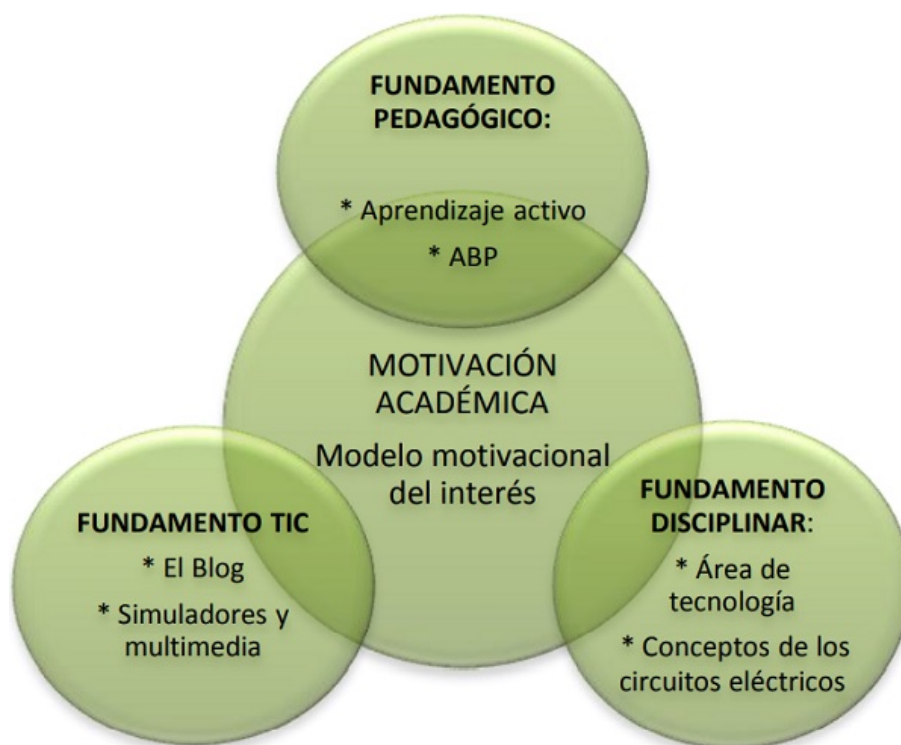 FUNDAMENTO
PEDAGÓGICO:
* Aprendizaje activo
* ABP
MOTIVACIÓN
ACADÉMICA
Modelo motivacional
del interés
FUNDAMENTO TIC
* El Blog
* Simuladores y
multimedia
FUNDAMENTO
DISCIPLINAR:
* Área de
tecnología
* Conceptos de los
circuitos eléctricos